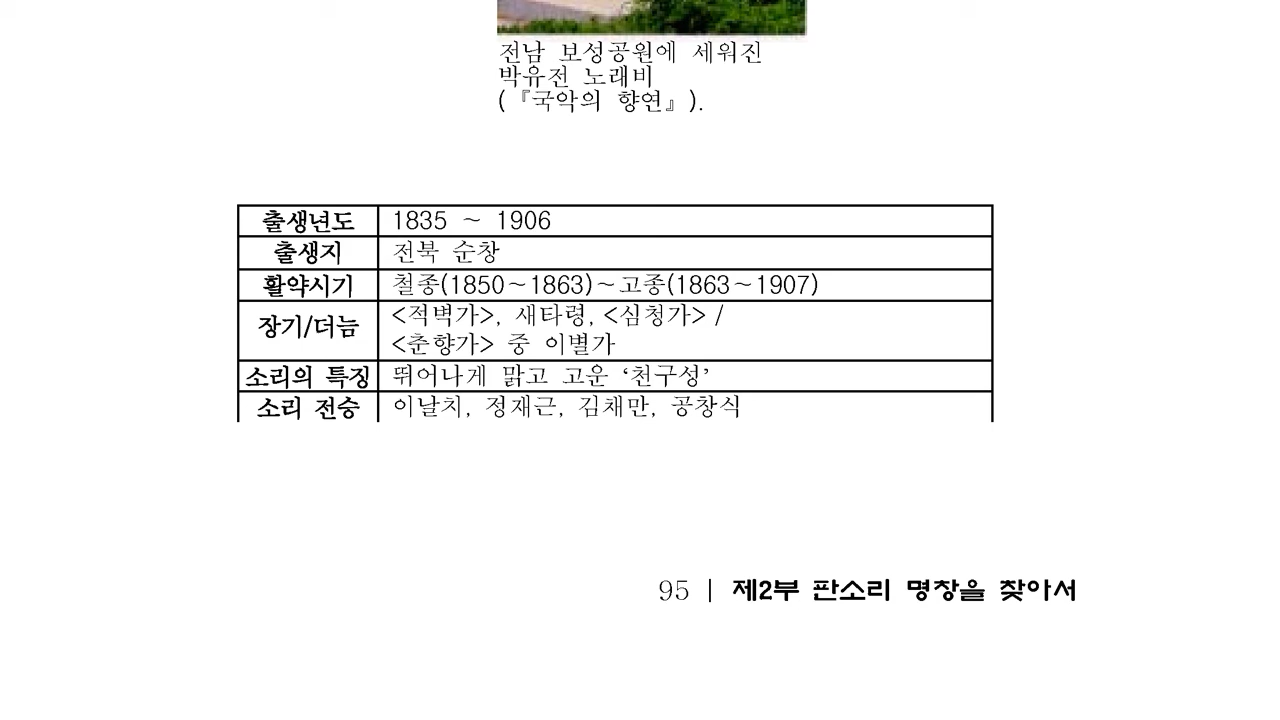 전남 보성공원에 세워진
박유전 노래비
(『국악의 향연』).
출생년도 1835 ~ 1906
출생지 전북 순창
활약시기 철종(1850~1863)~고종(1863~1907)
장기/더늠 <적벽가>, 새타령, <심청가> /
<춘향가> 중 이별가
소리의 특징 뛰어나게 맑고 고운 ‘천구성’
소리 전승 이날치, 정재근, 김채만, 공창식
95 | 제2부 판소리 명창을 찾아서